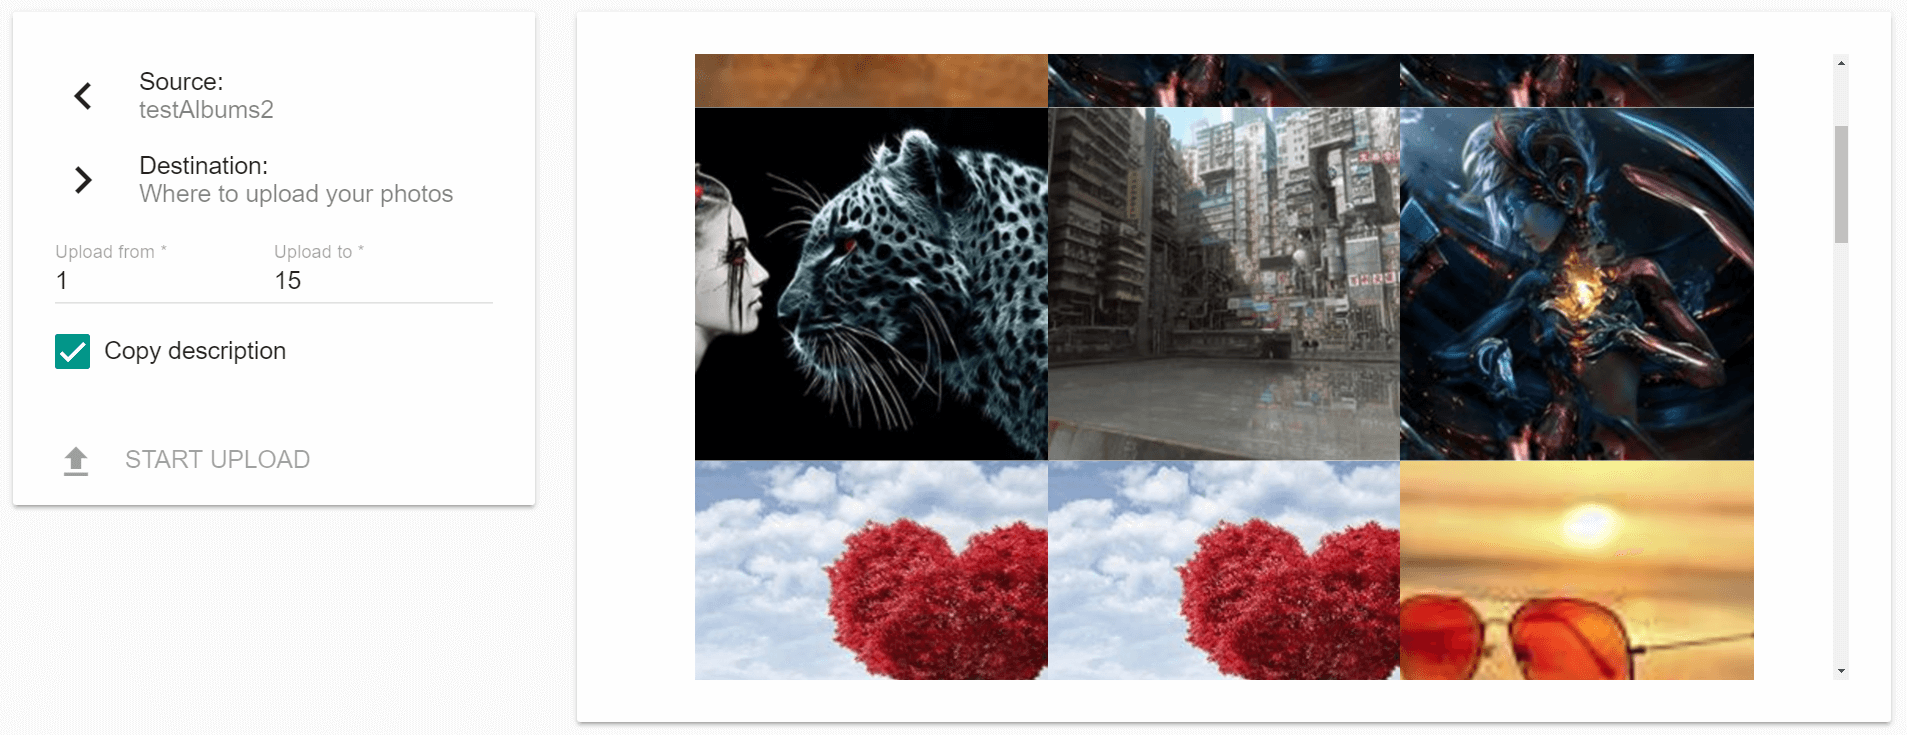 Source:
testAlbums2
Destination:
Where to upload your photos
Upload from * Upload to *
1 15
Copy description
START UPLOAD